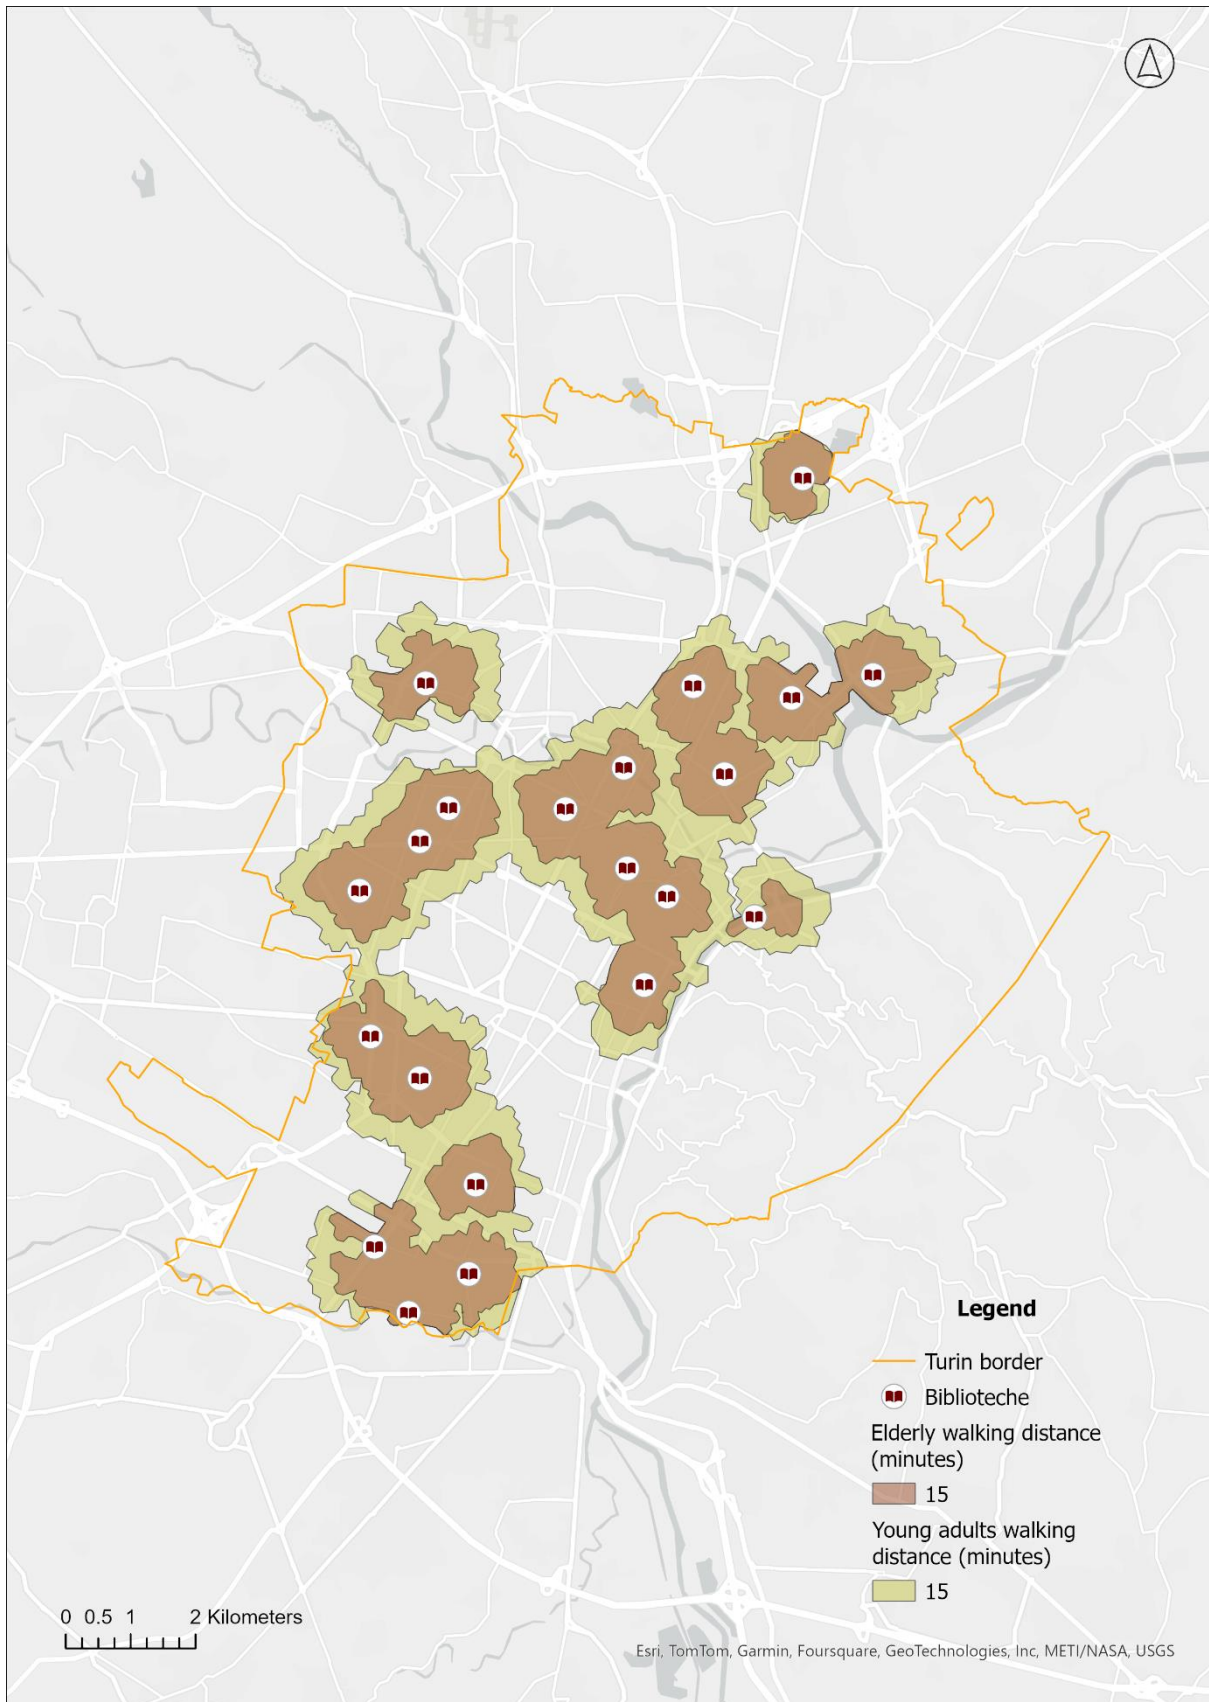 Legend
Turin border
Biblioteche
Elderly walking distance
(minutes)
15
Young adults walking
distance (minutes)
15
0 0.5 1 2 Kilometers
Esri, TomTom, Garmin, Foursquare, GeoTechnologies, Inc, METI/NASA, USGS